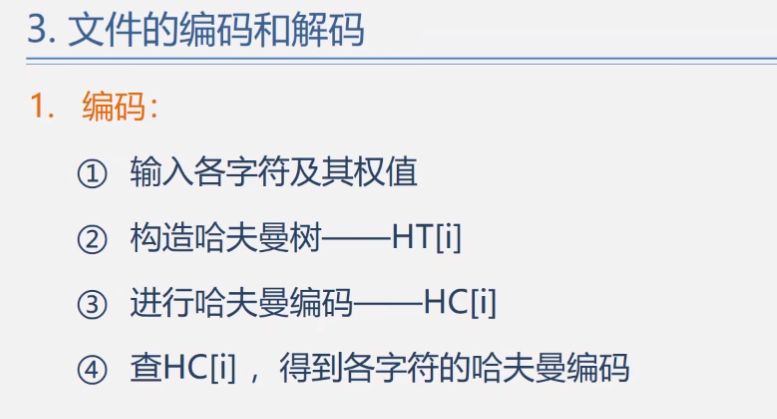 3. 文件的编码和解码
1. 编码：
① 输入各字符及其权值
② 构造哈夫曼树——HT[i]
③ 进行哈夫曼编码——HC[i]
④ 查HC[i] ，得到各字符的哈夫曼编码